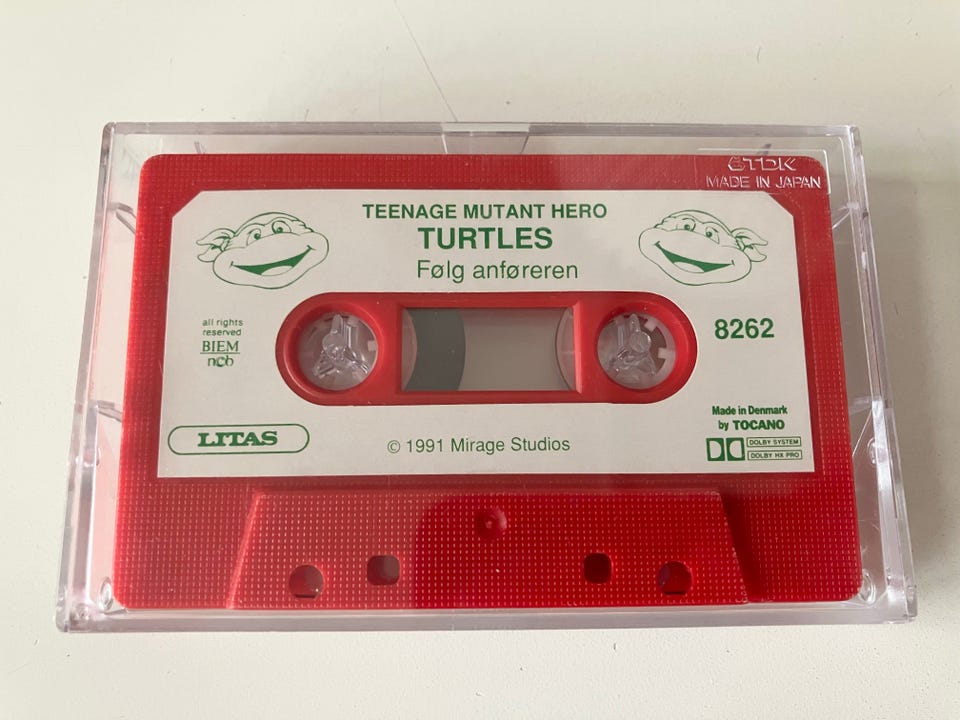 TDK
MADE IN JAPAN
TEENAGE MUTANT HERO
TURTLES
Følg anføreren
all rights
reserved
BIEM
ncb
8262
Made in Denmark
by TOCANO
DOLBY SYSTEM
DOLBY HX PRO
LITAS
© 1991 Mirage Studios